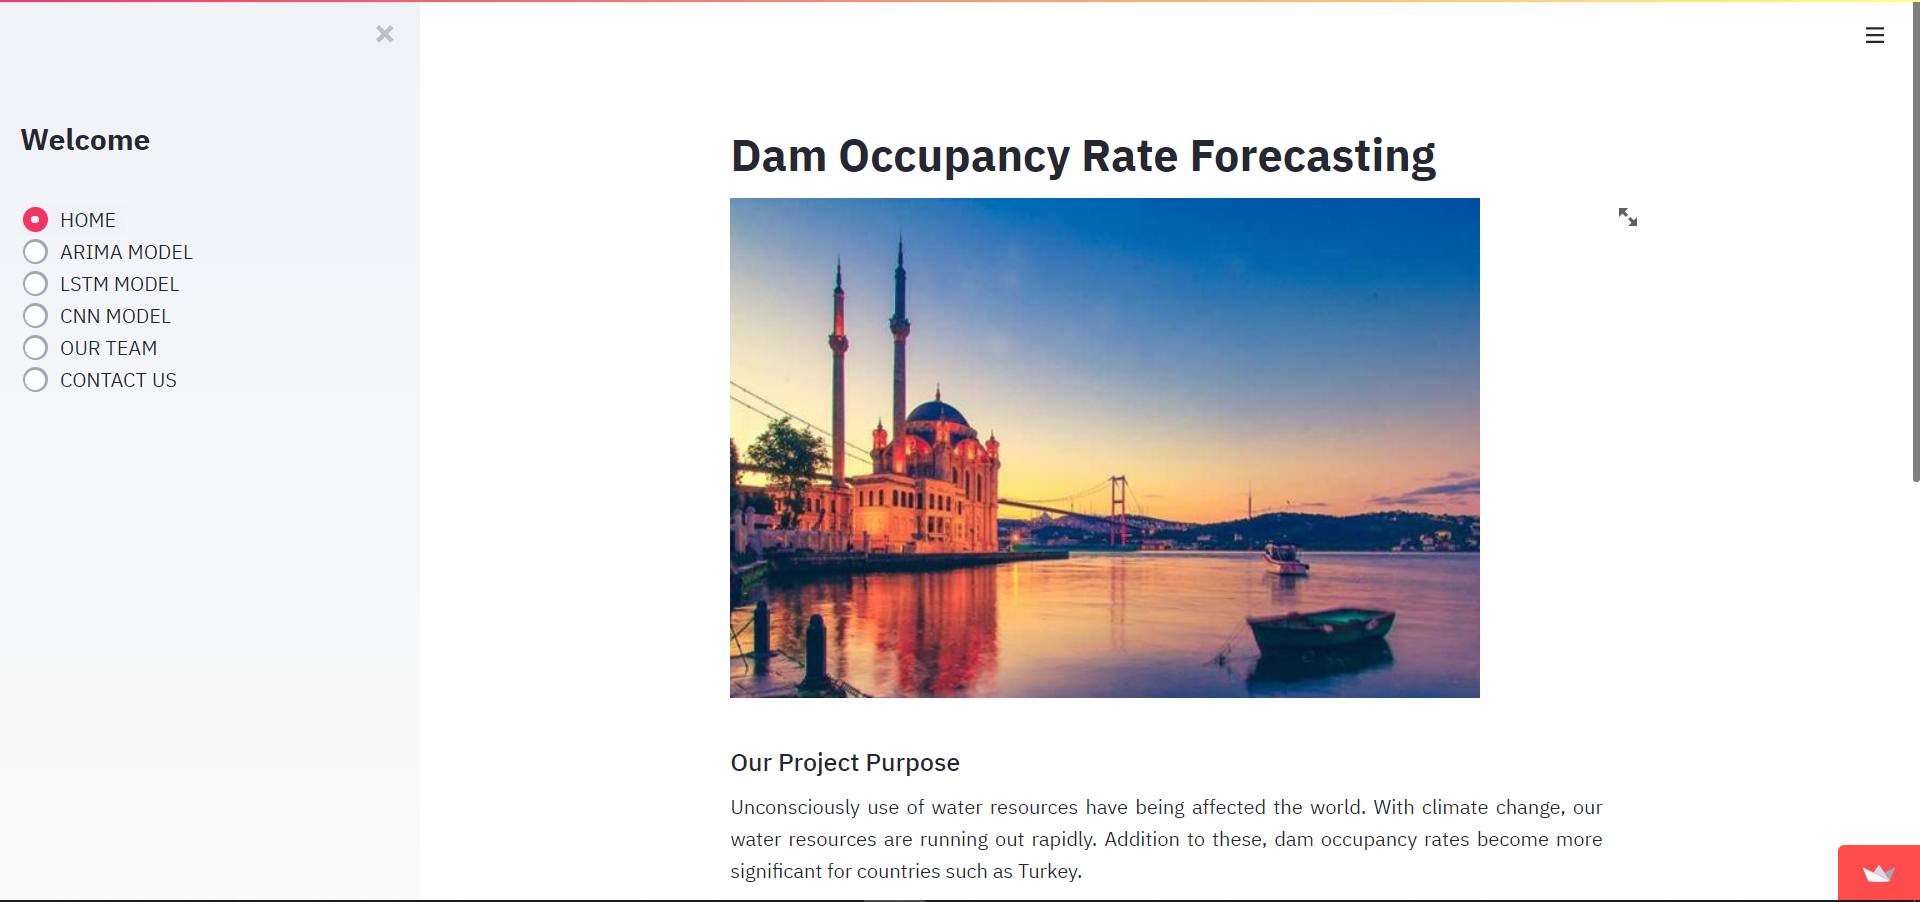 Welcome
HOME
ARIMA MODEL
LSTM MODEL
CNN MODEL
OUR TEAM
CONTACT US
Dam Occupancy Rate Forecasting
Our Project Purpose
Unconsciously use of water resources have being affected the world. With climate change, our
water resources are running out rapidly. Addition to these, dam occupancy rates become more
significant for countries such as Turkey.